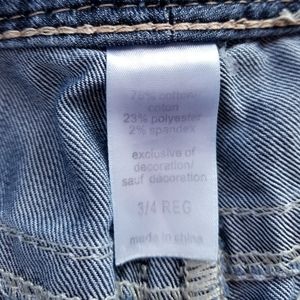 75% cotton/
coton
23% polyester
2% spandex
exclusive of
decoration/
sauf décoration
3/4 REG
made in china